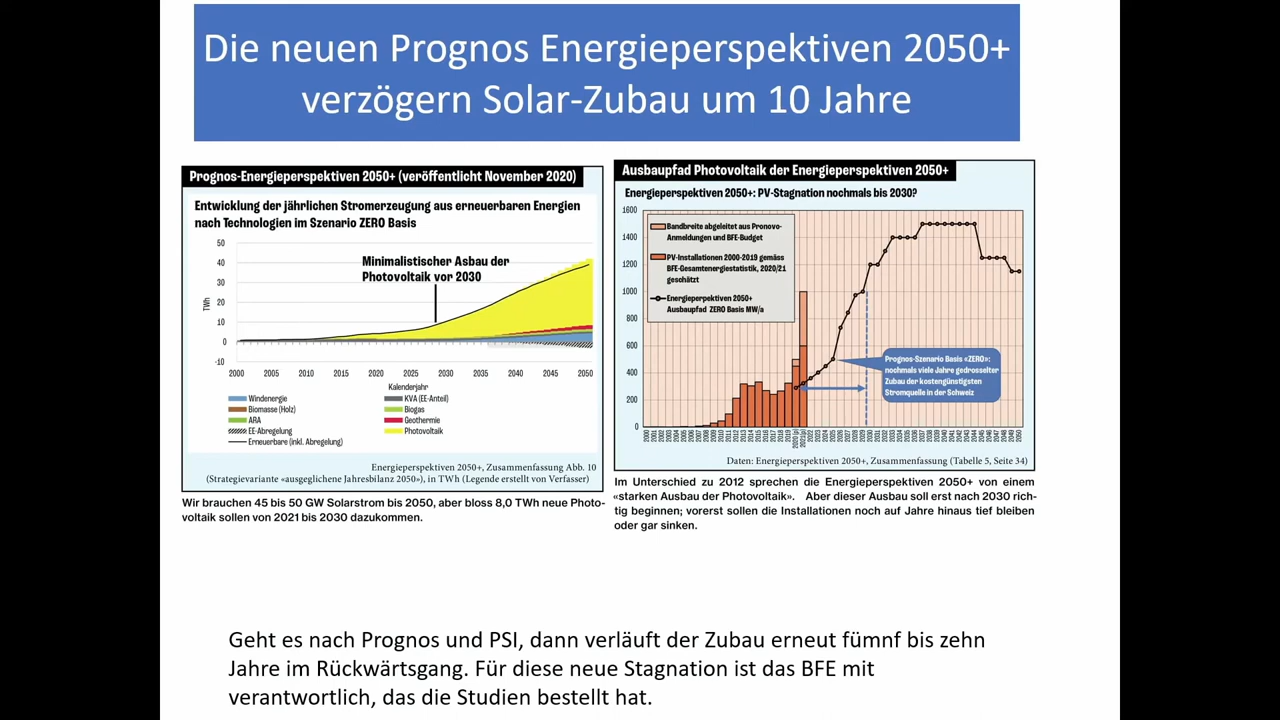 Die neuen Prognos Energieperspektiven 2050+
verzögern Solar-Zubau um 10 Jahre
Prognos-Energieperspektiven 2050+ (veröffentlicht November 2020)
Entwicklung der jährlichen Stromerzeugung aus erneuerbaren Energien
nach Technologien im Szenario ZERO Basis
50
40
30
20
10
0
-10
TWh
Minimalistischer Asbau der
Photovoltaik vor 2030
2000 2005 2010 2015 2020 2025 2030 2035 2040 2045 2050
Kalenderjahr
Windenergie
Biomasse (Holz)
ARA
EE-Abregelung
Erneuerbare (inkl. Abregelung)
KVA (EE-Anteil)
Biogas
Geothermie
Photovoltaik
Energieperspektiven 2050+, Zusammenfassung Abb. 10
(Strategievariante «ausgegliche Jahresbilanz 2050»), in TWh (Legende erstellt von Verfasser)
Wir brauchen 45 bis 50 GW Solarstrom bis 2050, aber bloss 8,0 TWh neue Photo-
voltaik sollen von 2021 bis 2030 dazukommen.
Ausbaupfad Photovoltaik der Energieperspektiven 2050+
Energieperspektiven 2050+: PV-Stagnation nochmals bis 2030?
1600
1400
1200
1000
800
600
400
200
0
Bandbreite abgeleitet aus Pronovo-
Anmeldungen und BFE-Budget
PV-Installationen 2000-2019 gemäss
BFE-Gesamtenergiestatistik, 2020/21
geschätzt
Energieperpektiven 2050+
Ausbaupfad ZERO Basis MW/a
Prognos-Szenario Basis «ZERO»:
nochmals viele Jahre gedrosselter
Zubau der kostengünstigsten
Stromquelle in der Schweiz
Daten: Energieperspektiven 2050+, Zusammenfassung (Tabelle 5, Seite 34)
Im Unterschied zu 2012 sprechen die Energieperspektiven 2050+ von einem
«starken Ausbau der Photovoltaik». Aber dieser Ausbau soll erst nach 2030 rich-
tig beginnen; vorerst sollen die Installationen noch auf Jahre hinaus tief bleiben
oder gar sinken.
Geht es nach Prognos und PSI, dann verläuft der Zubau erneut fümnf bis zehn
Jahre im Rückwärtsgang. Für diese neue Stagnation ist das BFE mit
verantwortlich, das die Studien bestellt hat.